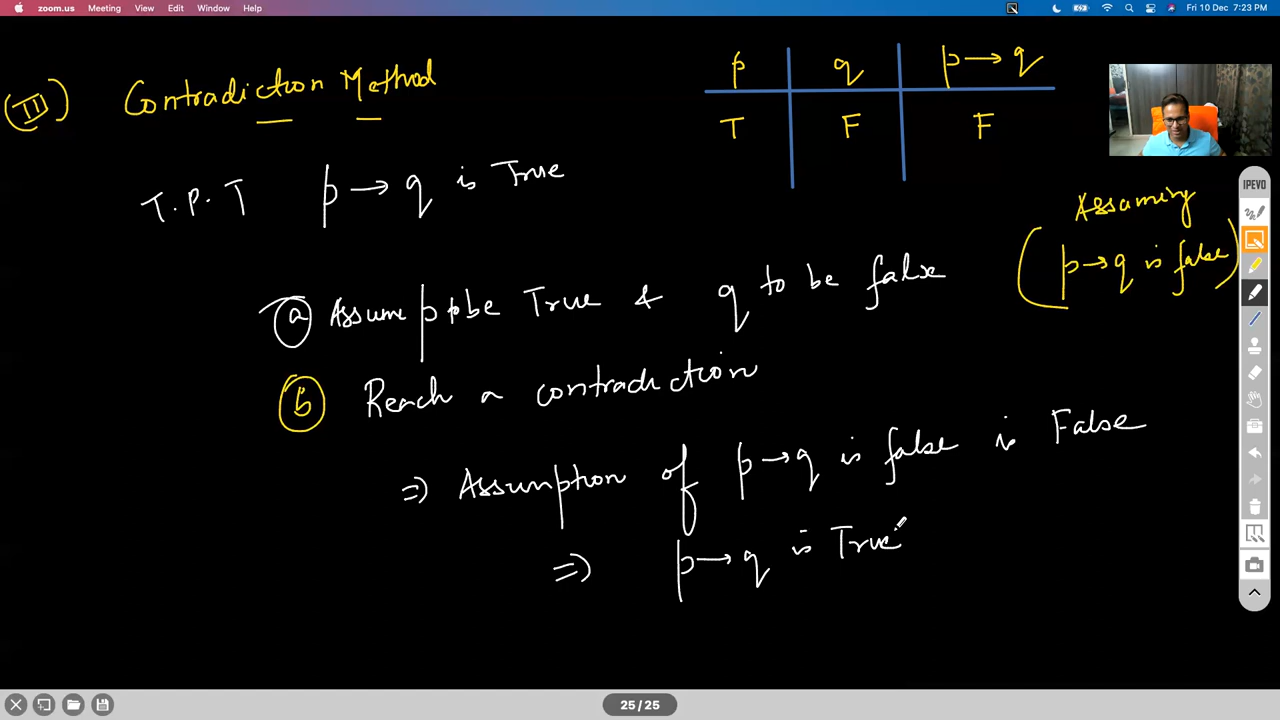 zoom.us Meeting View Edit Window Help Fri 10 Dec 7:23 PM
(II) Contradiction Method
p q p → q
T F F
T.P.T p → q is True
Assuming
(p → q is false)
(a) Assume p to be True & q to be false
(b) Reach a contradiction
=) Assumption of p → q is false is False
=) p → q is True
IPEVO
25 / 25